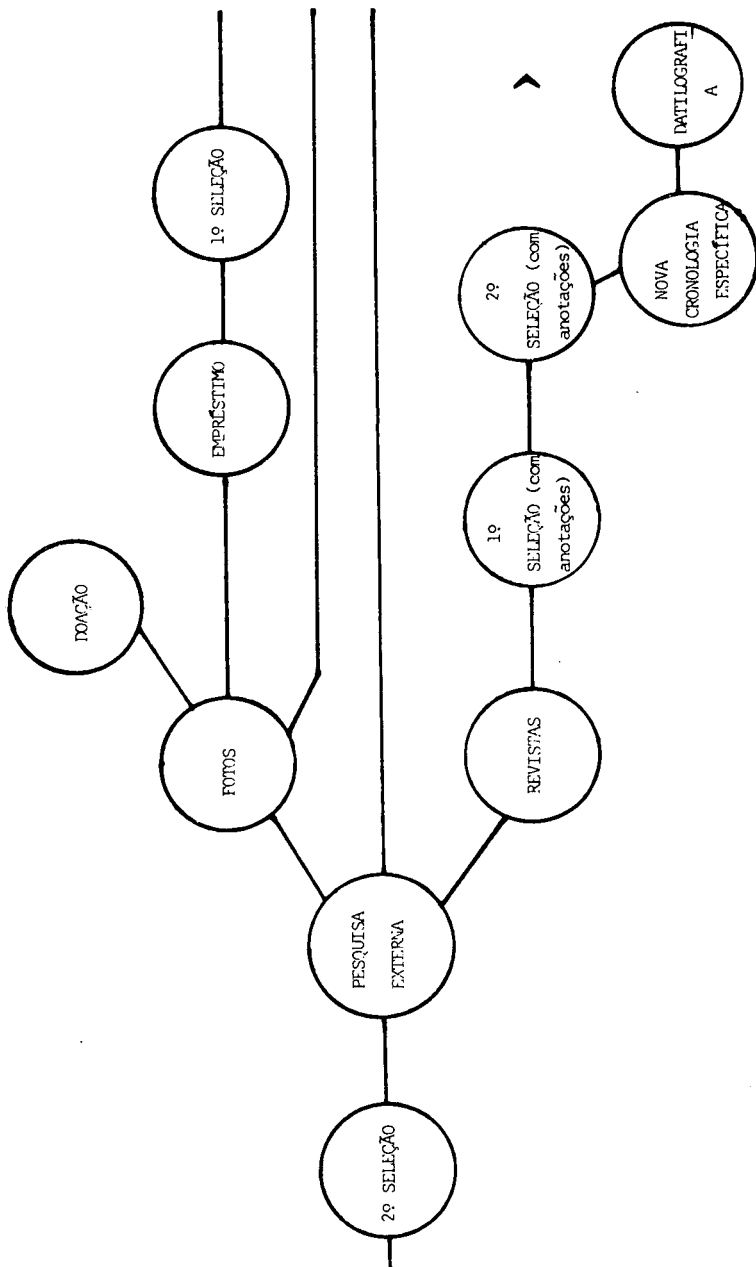 2º SELEÇÃO
PESQUISA
EXTERNA
FOTOS
DOAÇÃO
EMPRÉSTIMO
1º SELEÇÃO
REVISTAS
1º
SELEÇÃO (com
anotações)
2º
SELEÇÃO (com
anotações)
NOVA
CRONOLOGIA
ESPECÍFICA
DATILOGRAFI
A